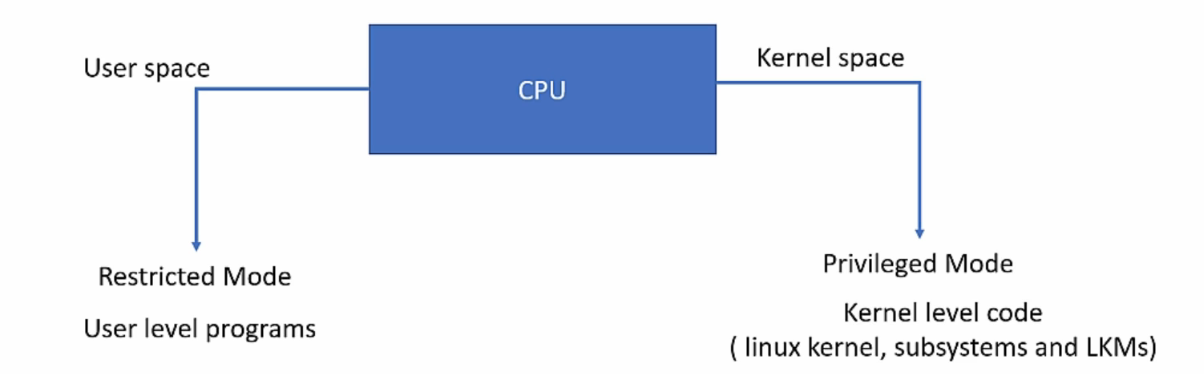 User space
CPU
Kernel space
Restricted Mode
User level programs
Privileged Mode
Kernel level code
( linux kernel, subsystems and LKMs)